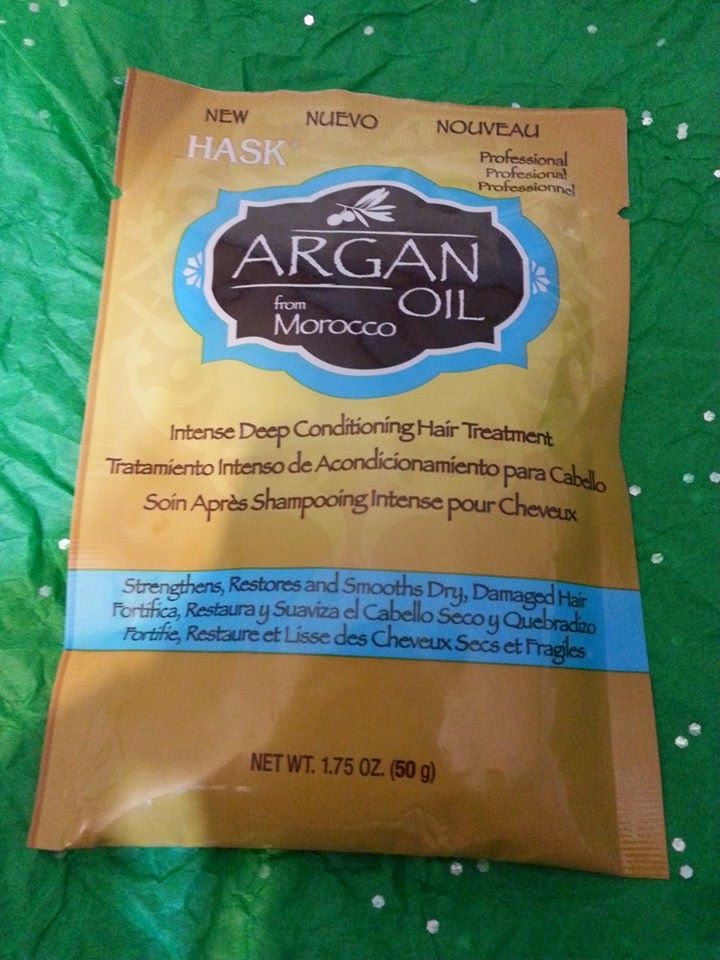 NEW NUEVO NOUVEAU
HASK®
Professional
Profesional
Professionnel
ARGAN
OIL
from
Morocco
Intense Deep Conditioning Hair Treatment
Tratamiento Intenso de Acondicionamiento para Cabello
Soin Après Shampooing Intense pour Cheveux
Strengthens, Restores and Smooths Dry, Damaged Hair
Fortifica, Restaura y Suaviza el Cabello Seco y Quebradizo
Fortifie, Restaure et Lisse des Cheveux Secs et Fragiles
NET WT. 1.75 OZ. (50 g)